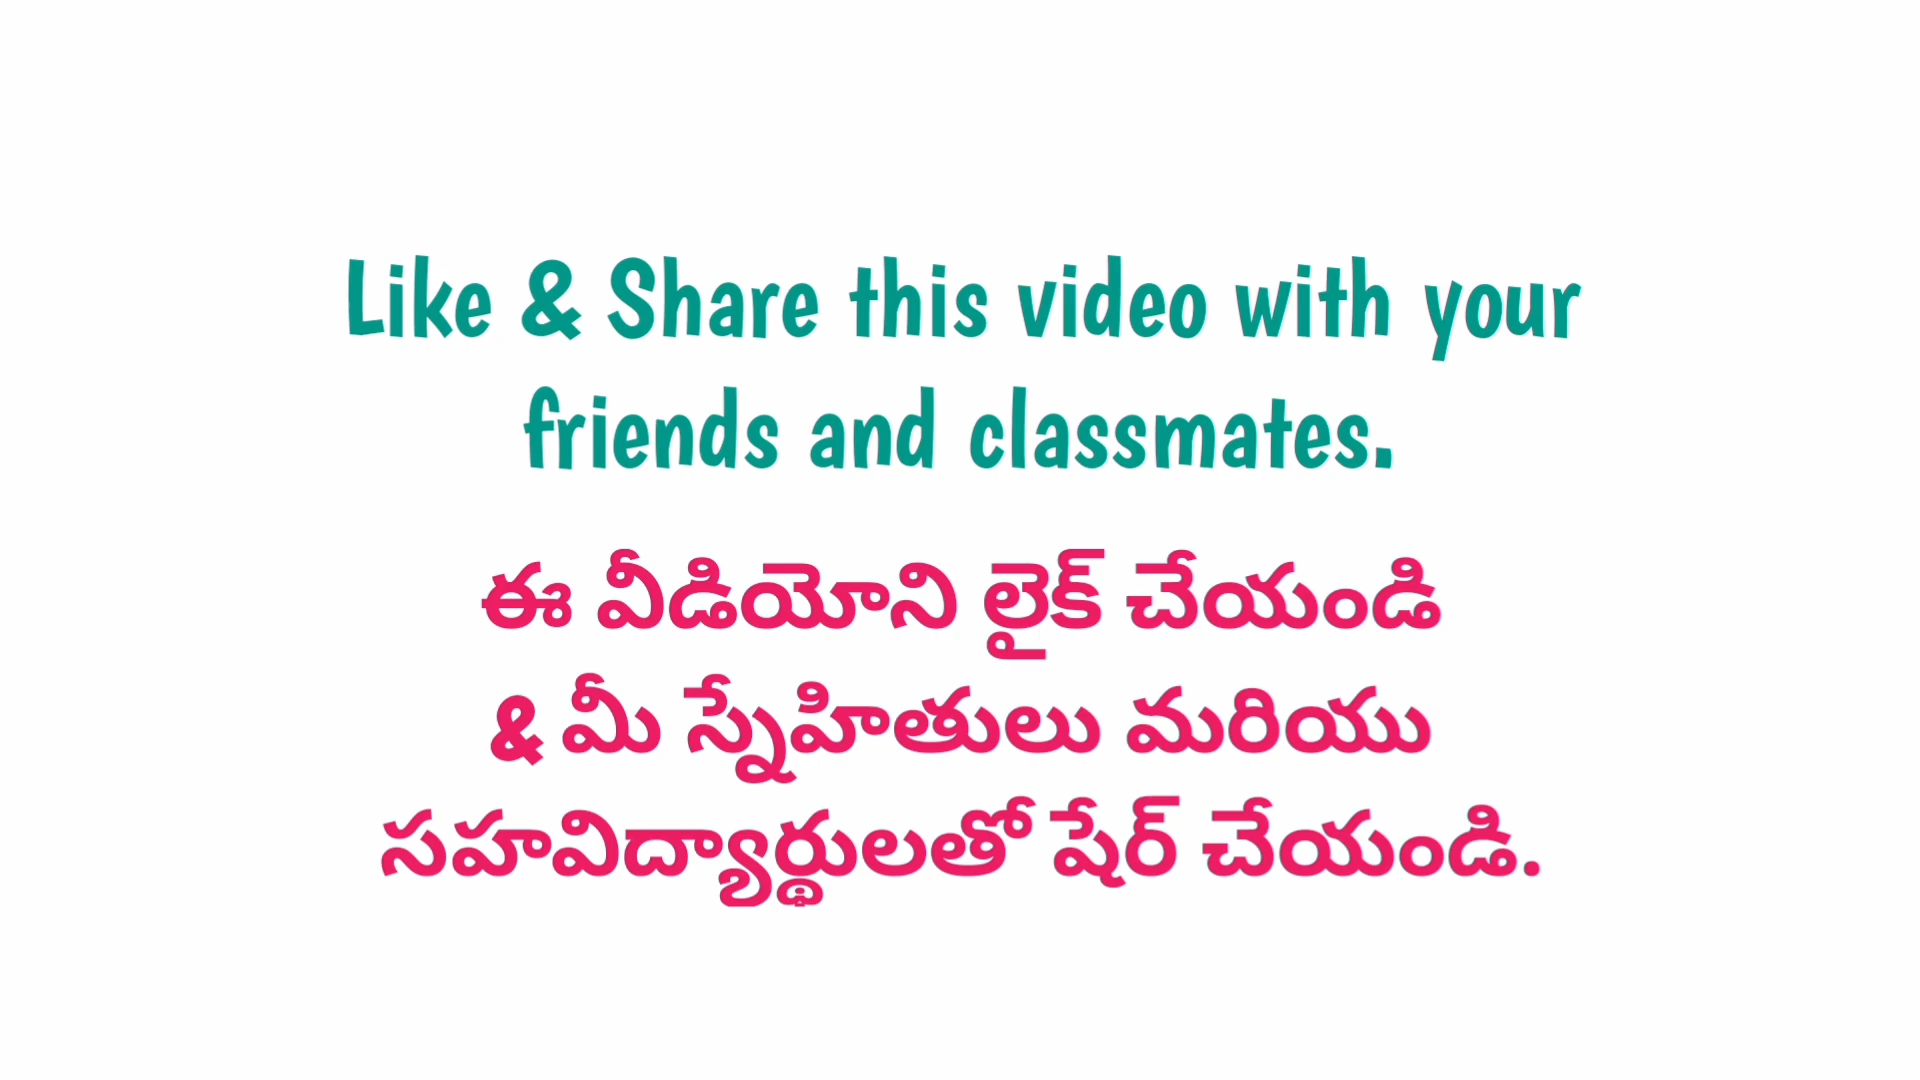 Like & Share this video with your
friends and classmates.
ఈ వీడియోని లైక్ చేయండి
& మీ స్నేహితులు మరియు
సహవిద్యార్థులతో షేర్ చేయండి.